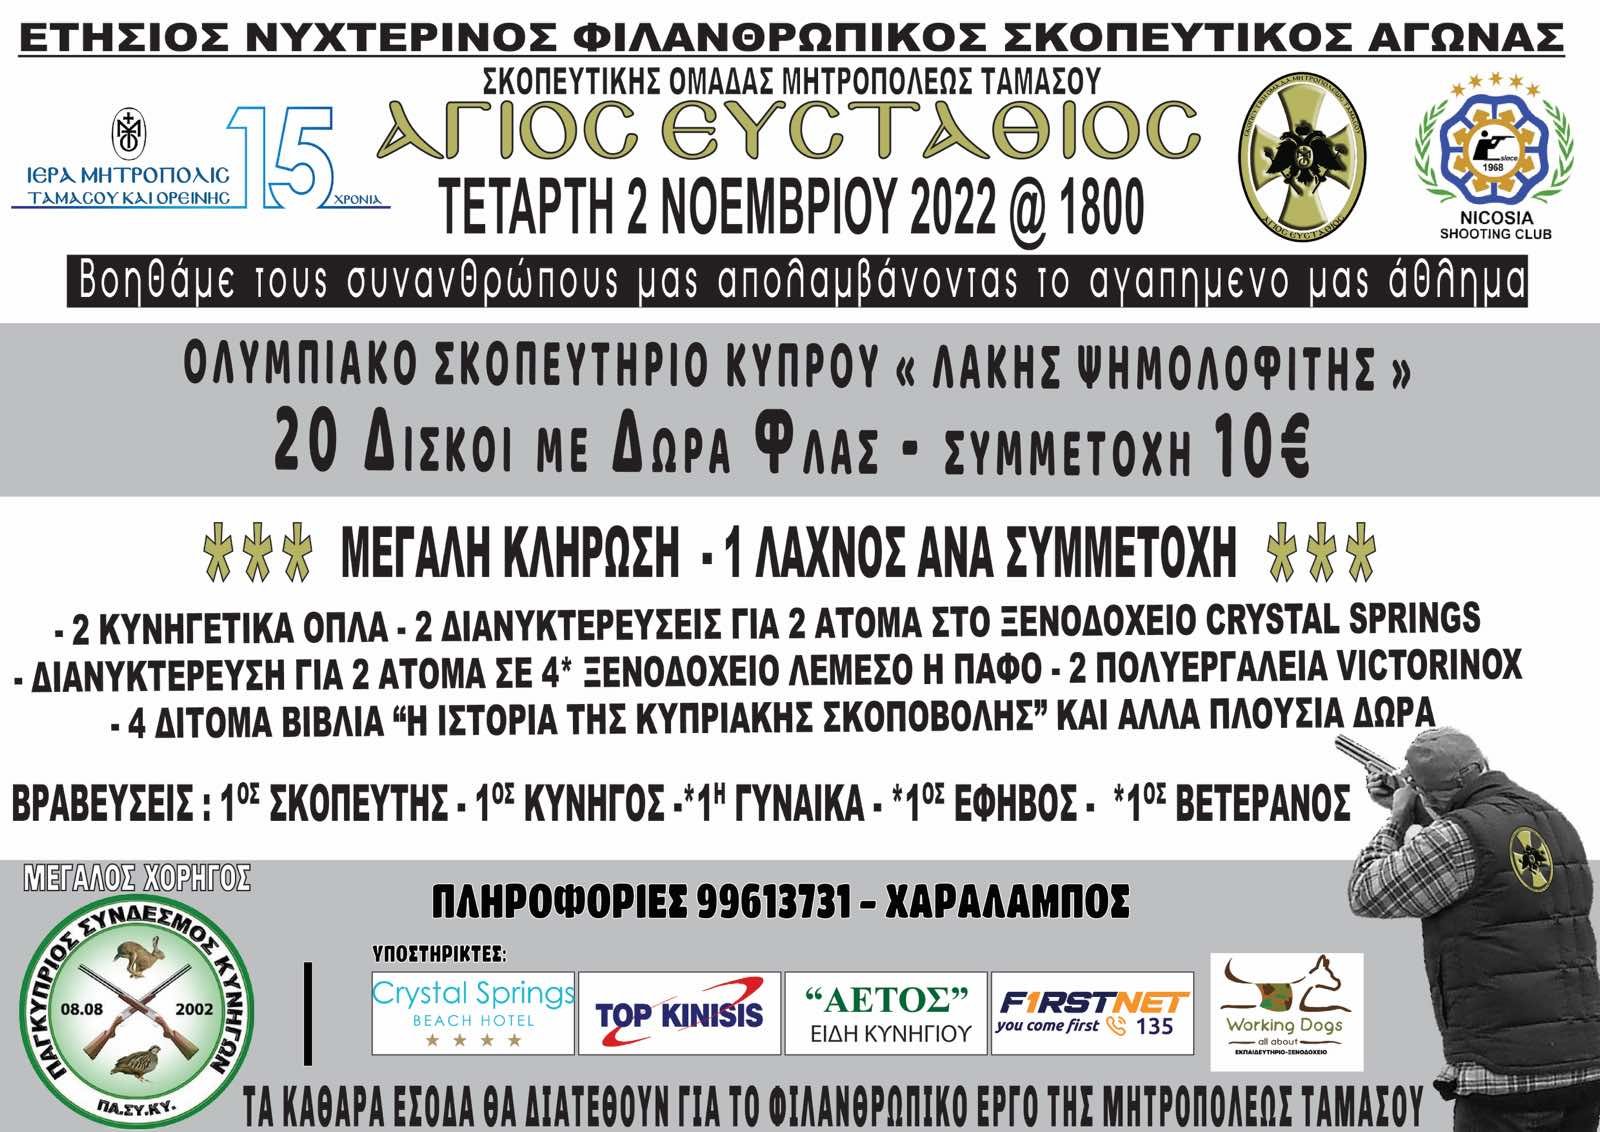 ΕΤΗΣΙΟΣ ΝΥΧΤΕΡΙΝΟΣ ΦΙΛΑΝΘΡΩΠΙΚΟΣ ΣΚΟΠΕΥΤΙΚΟΣ ΑΓΩΝΑΣ
ΣΚΟΠΕΥΤΙΚΗΣ ΟΜΑΔΑΣ ΜΗΤΡΟΠΟΛΕΩΣ ΤΑΜΑΣΟΥ
ΑΓΙΟΣ ΕΥΣΤΑΘΙΟΣ
ΤΕΤΑΡΤΗ 2 ΝΟΕΜΒΡΙΟΥ 2022 @ 1800
ΙΕΡΑ ΜΗΤΡΟΠΟΛΙΣ
ΤΑΜΑΣΟΥ ΚΑΙ ΟΡΕΙΝΗΣ
15
ΧΡΟΝΙΑ
ΑΓΙΟΣ ΕΥΣΤΑΘΙΟΣ
since
1968
NICOSIA
SHOOTING CLUB
Βοηθάμε τους συνανθρώπους μας απολαμβάνοντας το αγαπημενο μας άθλημα
ΟΛΥΜΠΙΑΚΟ ΣΚΟΠΕΥΤΗΡΙΟ ΚΥΠΡΟΥ « ΛΑΚΗΣ ΨΗΜΟΛΟΦΙΤΗΣ »
20 ΔΙΣΚΟΙ ΜΕ ΔΩΡΑ ΦΛΑΣ - ΣΥΜΜΕΤΟΧΗ 10€
ΜΕΓΑΛΗ ΚΛΗΡΩΣΗ - 1 ΛΑΧΝΟΣ ΑΝΑ ΣΥΜΜΕΤΟΧΗ
- 2 ΚΥΝΗΓΕΤΙΚΑ ΟΠΛΑ - 2 ΔΙΑΝΥΚΤΕΡΕΥΣΕΙΣ ΓΙΑ 2 ΑΤΟΜΑ ΣΤΟ ΞΕΝΟΔΟΧΕΙΟ CRYSTAL SPRINGS
- ΔΙΑΝΥΚΤΕΡΕΥΣΗ ΓΙΑ 2 ΑΤΟΜΑ ΣΕ 4* ΞΕΝΟΔΟΧΕΙΟ ΛΕΜΕΣΟ Η ΠΑΦΟ - 2 ΠΟΛΥΕΡΓΑΛΕΙΑ VICTORINOX
- 4 ΔΙΤΟΜΑ ΒΙΒΛΙΑ “Η ΙΣΤΟΡΙΑ ΤΗΣ ΚΥΠΡΙΑΚΗΣ ΣΚΟΠΟΒΟΛΗΣ” ΚΑΙ ΑΛΛΑ ΠΛΟΥΣΙΑ ΔΩΡΑ
ΒΡΑΒΕΥΣΕΙΣ : 1ΟΣ ΣΚΟΠΕΥΤΗΣ - 1ΟΣ ΚΥΝΗΓΟΣ -*1Η ΓΥΝΑΙΚΑ - *1ΟΣ ΕΦΗΒΟΣ - *1ΟΣ ΒΕΤΕΡΑΝΟΣ
ΜΕΓΑΛΟΣ ΧΟΡΗΓΟΣ
ΠΑΓΚΥΠΡΙΟΣ ΣΥΝΔΕΣΜΟΣ ΚΥΝΗΓΩΝ
08.08 2002
ΠΑ.ΣΥ.ΚΥ.
ΠΛΗΡΟΦΟΡΙΕΣ 99613731 – ΧΑΡΑΛΑΜΠΟΣ
ΥΠΟΣΤΗΡΙΚΤΕΣ:
Crystal Springs
BEACH HOTEL
TOP KINISIS
“ΑΕΤΟΣ”
ΕΙΔΗ ΚΥΝΗΓΙΟΥ
F1RSTNET
you come first 135
Working Dogs
all about
ΕΚΠΑΙΔΕΥΤΗΡΙΟ-ΞΕΝΟΔΟΧΕΙΟ
ΤΑ ΚΑΘΑΡΑ ΕΣΟΔΑ ΘΑ ΔΙΑΤΕΘΟΥΝ ΓΙΑ ΤΟ ΦΙΛΑΝΘΡΩΠΙΚΟ ΕΡΓΟ ΤΗΣ ΜΗΤΡΟΠΟΛΕΩΣ ΤΑΜΑΣΟΥ